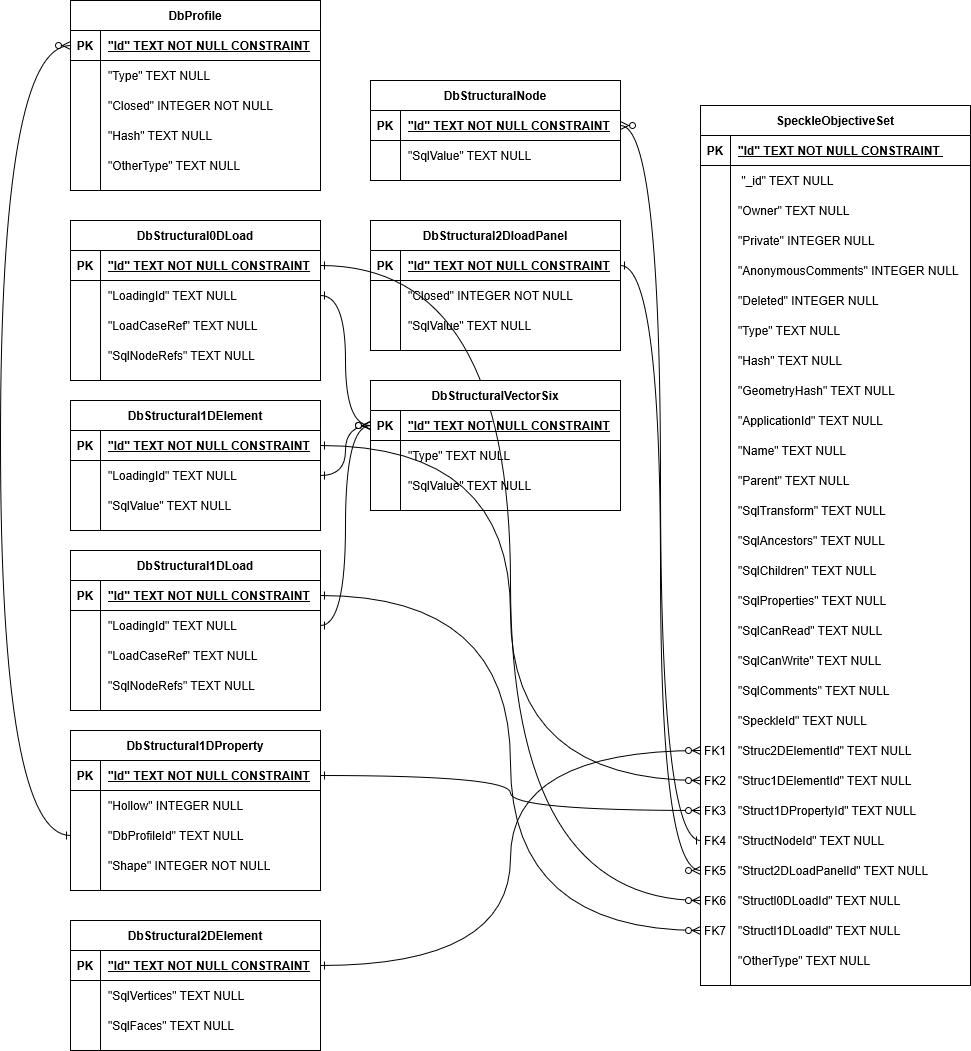 DbProfile
PK "Id" TEXT NOT NULL CONSTRAINT
"Type" TEXT NULL
"Closed" INTEGER NOT NULL
"Hash" TEXT NULL
"OtherType" TEXT NULL
DbStructural0DLoad
PK "Id" TEXT NOT NULL CONSTRAINT
"LoadingId" TEXT NULL
"LoadCaseRef" TEXT NULL
"SqlNodeRefs" TEXT NULL
DbStructural1DElement
PK "Id" TEXT NOT NULL CONSTRAINT
"LoadingId" TEXT NULL
"SqlValue" TEXT NULL
DbStructural1DLoad
PK "Id" TEXT NOT NULL CONSTRAINT
"LoadingId" TEXT NULL
"LoadCaseRef" TEXT NULL
"SqlNodeRefs" TEXT NULL
DbStructural1DProperty
PK "Id" TEXT NOT NULL CONSTRAINT
"Hollow" INTEGER NULL
"DbProfileId" TEXT NULL
"Shape" INTEGER NOT NULL
DbStructural2DElement
PK "Id" TEXT NOT NULL CONSTRAINT
"SqlVertices" TEXT NULL
"SqlFaces" TEXT NULL
DbStructuralNode
PK "Id" TEXT NOT NULL CONSTRAINT
"SqlValue" TEXT NULL
DbStructural2DloadPanel
PK "Id" TEXT NOT NULL CONSTRAINT
"Closed" INTEGER NOT NULL
"SqlValue" TEXT NULL
DbStructuralVectorSix
PK "Id" TEXT NOT NULL CONSTRAINT
"Type" TEXT NULL
"SqlValue" TEXT NULL
SpeckleObjectiveSet
PK "Id" TEXT NOT NULL CONSTRAINT
"_id" TEXT NULL
"Owner" TEXT NULL
"Private" INTEGER NULL
"AnonymousComments" INTEGER NULL
"Deleted" INTEGER NULL
"Type" TEXT NULL
"Hash" TEXT NULL
"GeometryHash" TEXT NULL
"ApplicationId" TEXT NULL
"Name" TEXT NULL
"Parent" TEXT NULL
"SqlTransform" TEXT NULL
"SqlAncestors" TEXT NULL
"SqlChildren" TEXT NULL
"SqlProperties" TEXT NULL
"SqlCanRead" TEXT NULL
"SqlCanWrite" TEXT NULL
"SqlComments" TEXT NULL
"SpeckleId" TEXT NULL
FK1 "Struc2DElementId" TEXT NULL
FK2 "Struc1DElementId" TEXT NULL
FK3 "Struct1DPropertyId" TEXT NULL
FK4 "StructNodeId" TEXT NULL
FK5 "Struct2DLoadPanelId" TEXT NULL
FK6 "Structl0DLoadId" TEXT NULL
FK7 "Structl1DLoadId" TEXT NULL
"OtherType" TEXT NULL